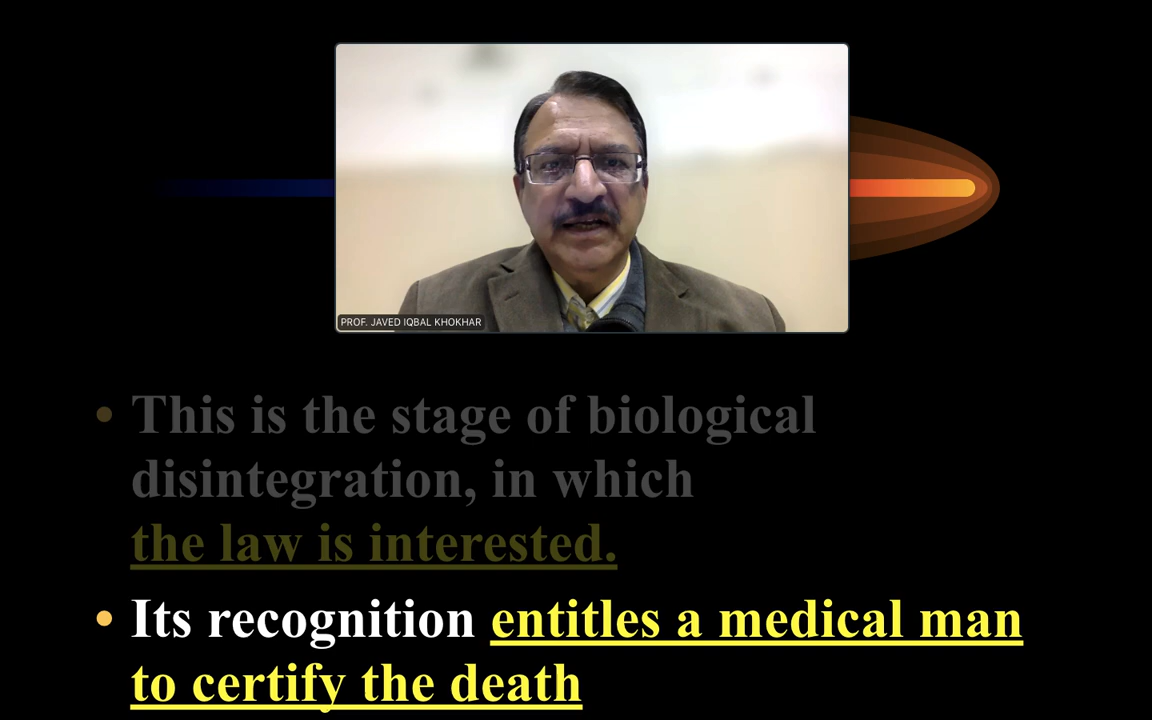 PROF. JAVED IQBAL KHOKHAR
• This is the stage of biological
disintegration, in which
the law is interested.
• Its recognition entitles a medical man
to certify the death